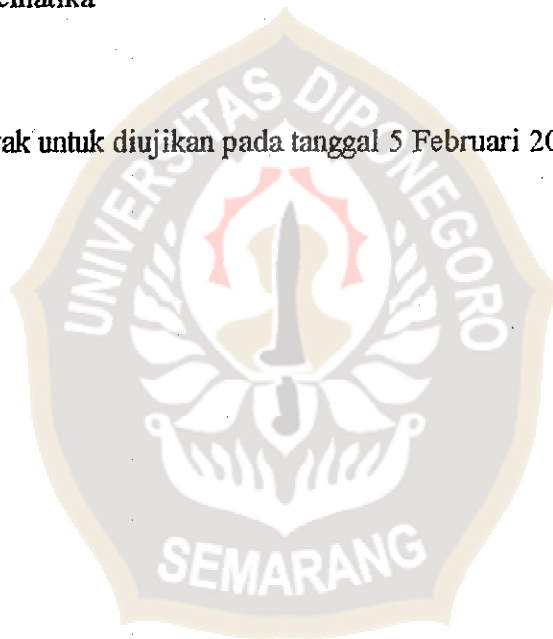 ematika
ak untuk diujikan pada tanggal 5 Februari 20
UNIVERSITAS DIPONEGORO
SEMARANG